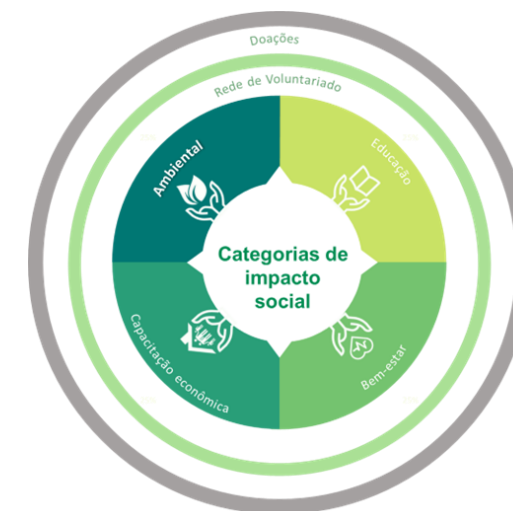 Doações
Rede de Voluntariado
Ambiental
Educação
Categorias de
impacto
social
Capacitação econômica
Bem-estar